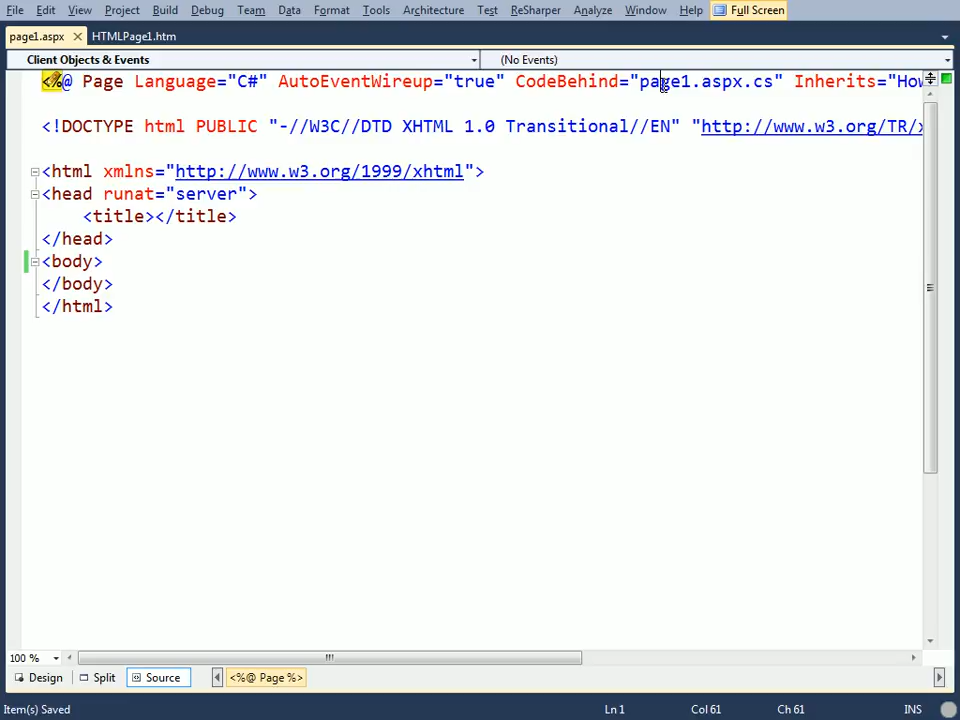 File Edit View Project Build Debug Team Data Format Tools Architecture Test ReSharper Analyze Window Help Full Screen
page1.aspx HTMLPage1.htm
Client Objects & Events (No Events)
<%@ Page Language="C#" AutoEventWireup="true" CodeBehind="page1.aspx.cs" Inherits="How
<!DOCTYPE html PUBLIC "-//W3C//DTD XHTML 1.0 Transitional//EN" "http://www.w3.org/TR/x
<html xmlns="http://www.w3.org/1999/xhtml">
<head runat="server">
<title></title>
</head>
<body>
</body>
</html>
100 %
Design Split Source <%@ Page %>
Item(s) Saved Ln 1 Col 61 Ch 61 INS